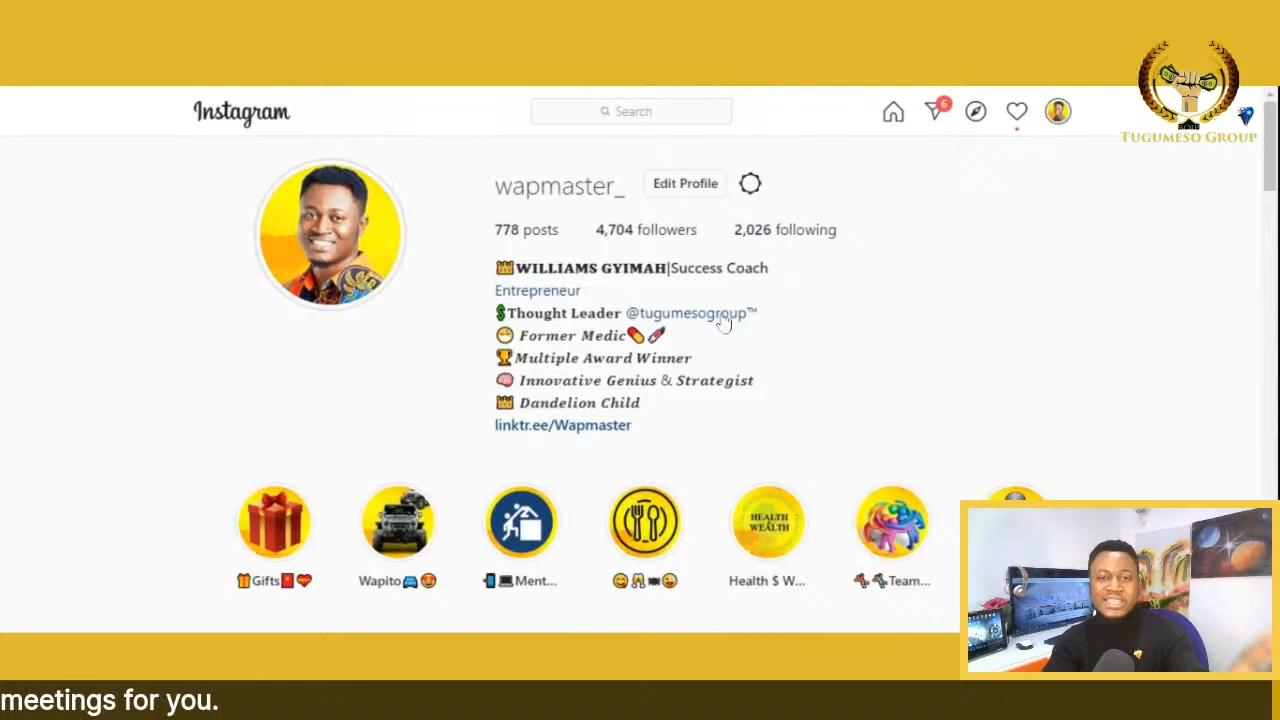 TUGUMESO GROUP
Instagram
Search
6
wapmaster_
Edit Profile
778 posts
4,704 followers
2,026 following
👑WILLIAMS GYIMAH|Success Coach
Entrepreneur
💲Thought Leader @tugumesogroup™
😷 Former Medic💊💉
🏆Multiple Award Winner
🧠 Innovative Genius & Strategist
👑 Dandelion Child
linktr.ee/Wapmaster
HEALTH
WEALTH
🎁Gifts🧧💝
Wapito🚘😍
📲💻Ment...
😋🥂🍽😜
Health $ W...
Team...
meetings for you.